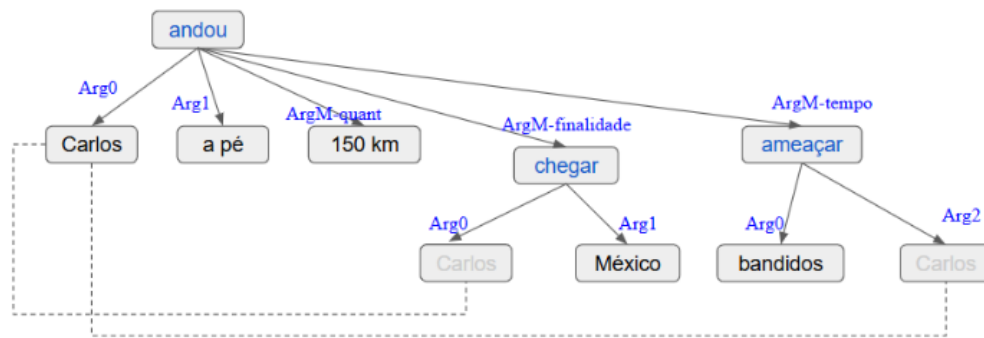 andou
Arg0
Arg1
ArgM-quant
ArgM-finalidade
ArgM-tempo
Carlos
a pé
150 km
chegar
ameaçar
Arg0
Arg1
Arg0
Arg2
Carlos
México
bandidos
Carlos